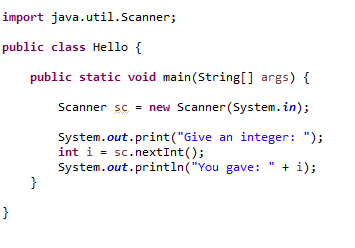 import java.util.Scanner;
public class Hello {
public static void main(String[] args) {
Scanner sc = new Scanner(System.in);
System.out.print("Give an integer: ");
int i = sc.nextInt();
System.out.println("You gave: " + i);
}
}